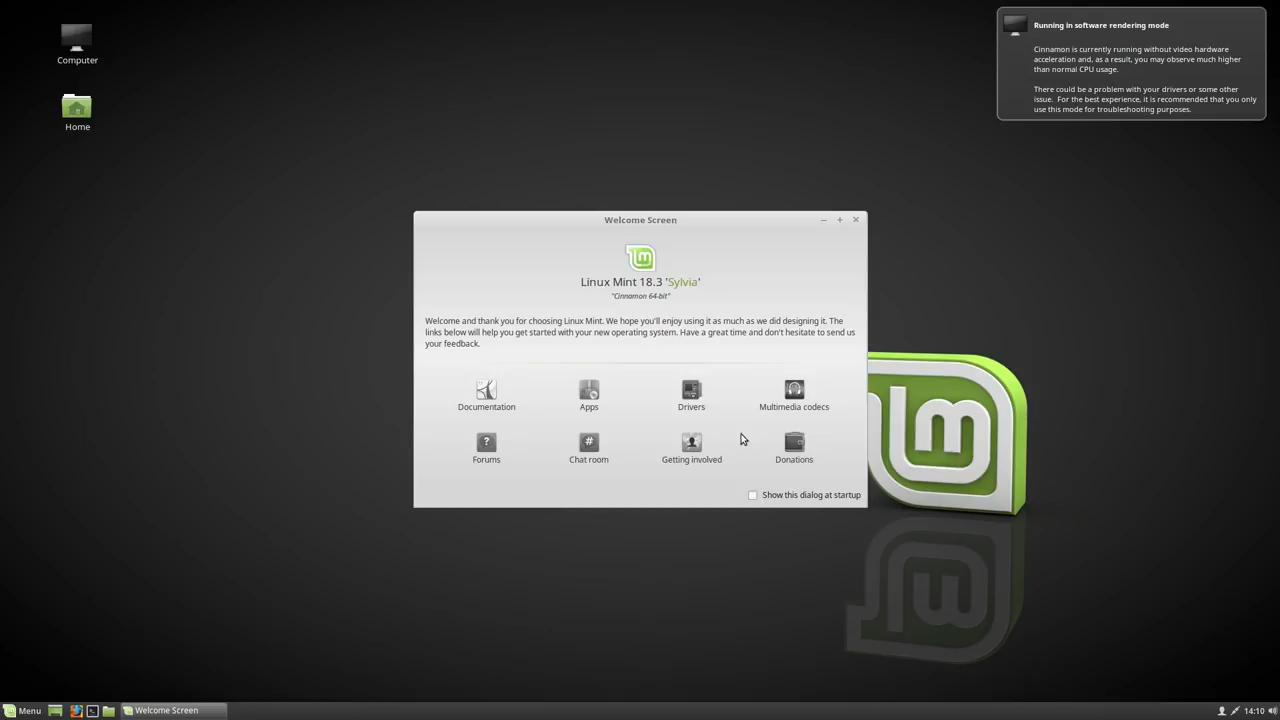 Computer
Home
Running in software rendering mode
Cinnamon is currently running without video hardware
acceleration and, as a result, you may observe much higher
than normal CPU usage.
There could be a problem with your drivers or some other
issue.  For the best experience, it is recommended that you only
use this mode for troubleshooting purposes.
Welcome Screen
Linux Mint 18.3 'Sylvia'
"Cinnamon 64-bit"
Welcome and thank you for choosing Linux Mint. We hope you'll enjoy using it as much as we did designing it. The
links below will help you get started with your new operating system. Have a great time and don't hesitate to send us
your feedback.
Documentation
Apps
Drivers
Multimedia codecs
Forums
Chat room
Getting involved
Donations
Show this dialog at startup
Menu
Welcome Screen
14:10